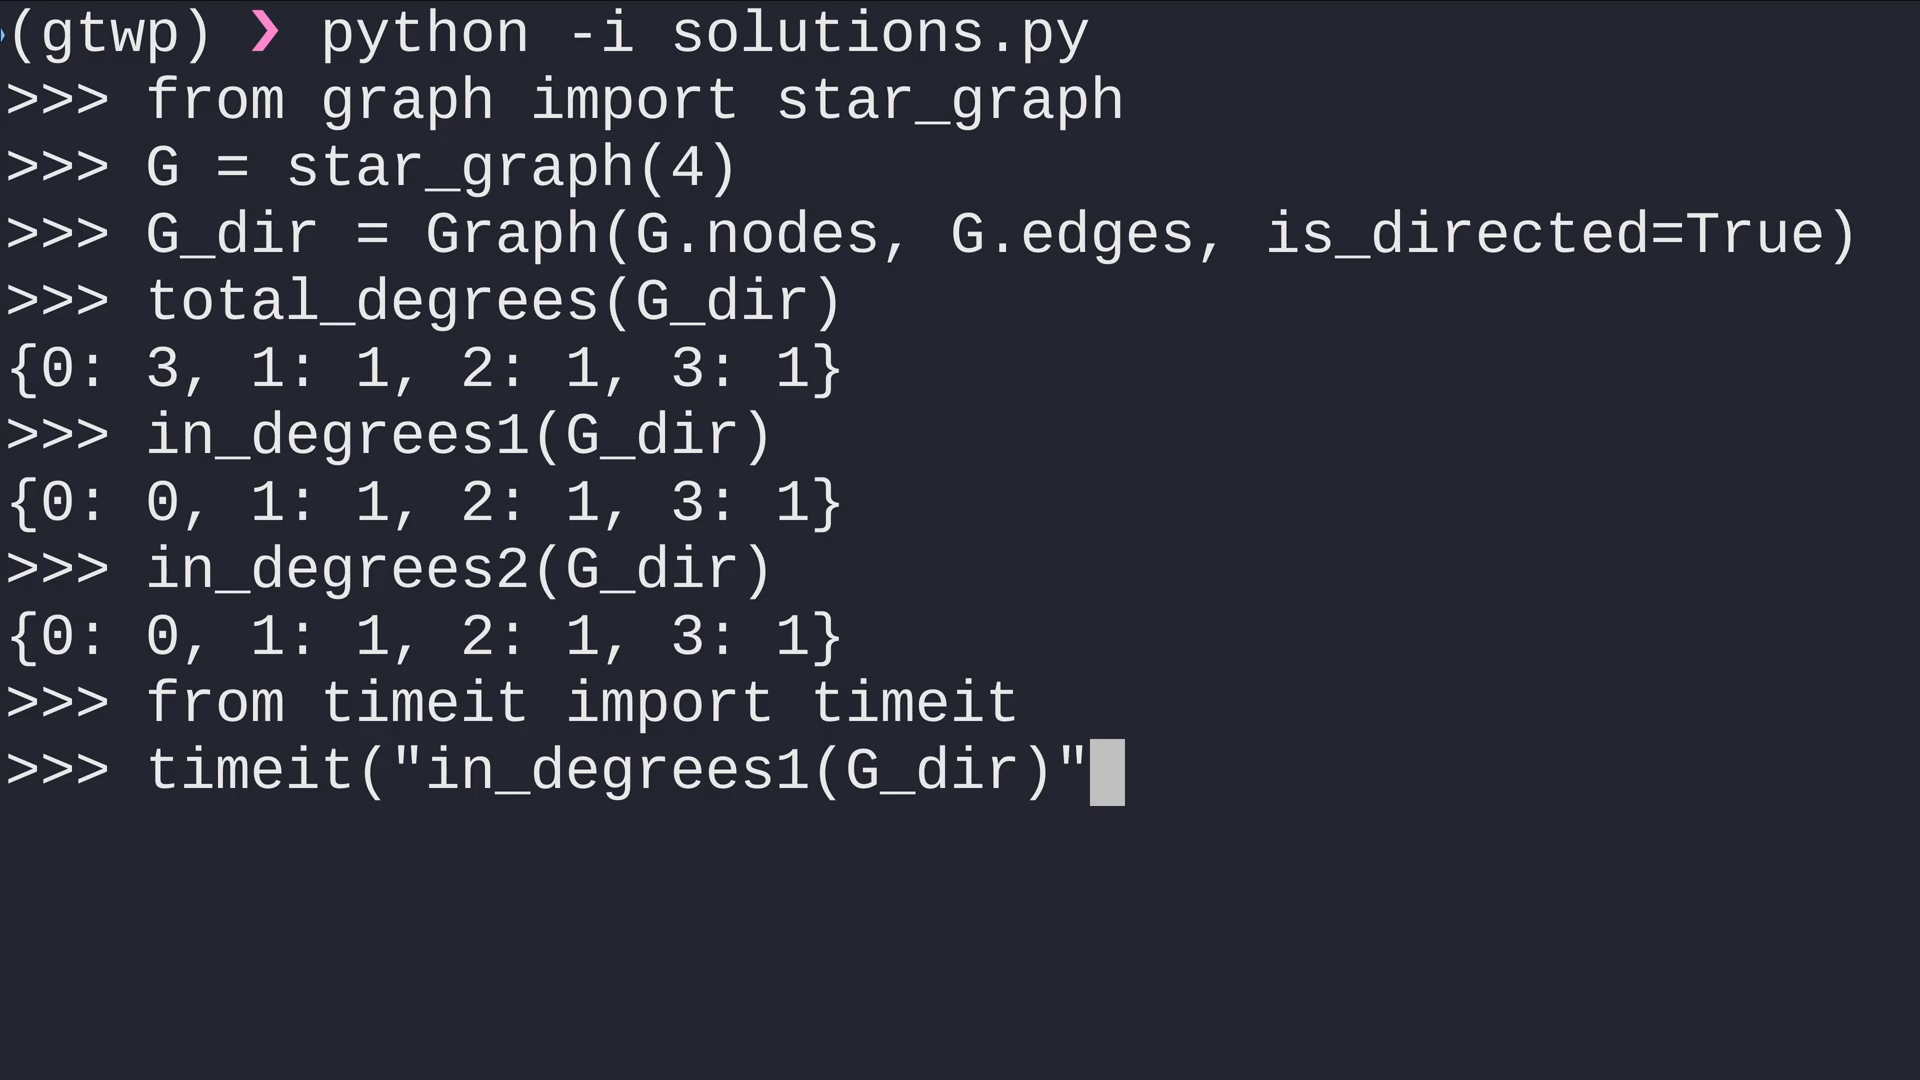 (gtwp) ❯ python -i solutions.py
>>> from graph import star_graph
>>> G = star_graph(4)
>>> G_dir = Graph(G.nodes, G.edges, is_directed=True)
>>> total_degrees(G_dir)
{0: 3, 1: 1, 2: 1, 3: 1}
>>> in_degrees1(G_dir)
{0: 0, 1: 1, 2: 1, 3: 1}
>>> in_degrees2(G_dir)
{0: 0, 1: 1, 2: 1, 3: 1}
>>> from timeit import timeit
>>> timeit("in_degrees1(G_dir)"